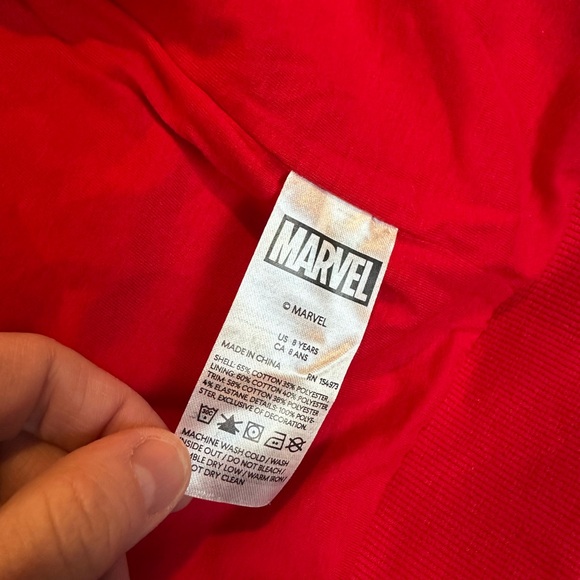 MARVEL
© MARVEL
US 8 YEARS
CA 8 ANS
MADE IN CHINA RN 154973
SHELL: 65% COTTON 35% POLYESTER,
LINING: 60% COTTON 40% POLYESTER
TRIM: 58% COTTON 38% POLYESTER
4% ELASTANE. DETAILS: 100% POLYE-
STER, EXCLUSIVE OF DECORATION.
MACHINE WASH COLD / WASH
INSIDE OUT / DO NOT BLEACH /
MBLE DRY LOW / WARM IRON /
NOT DRY CLEAN